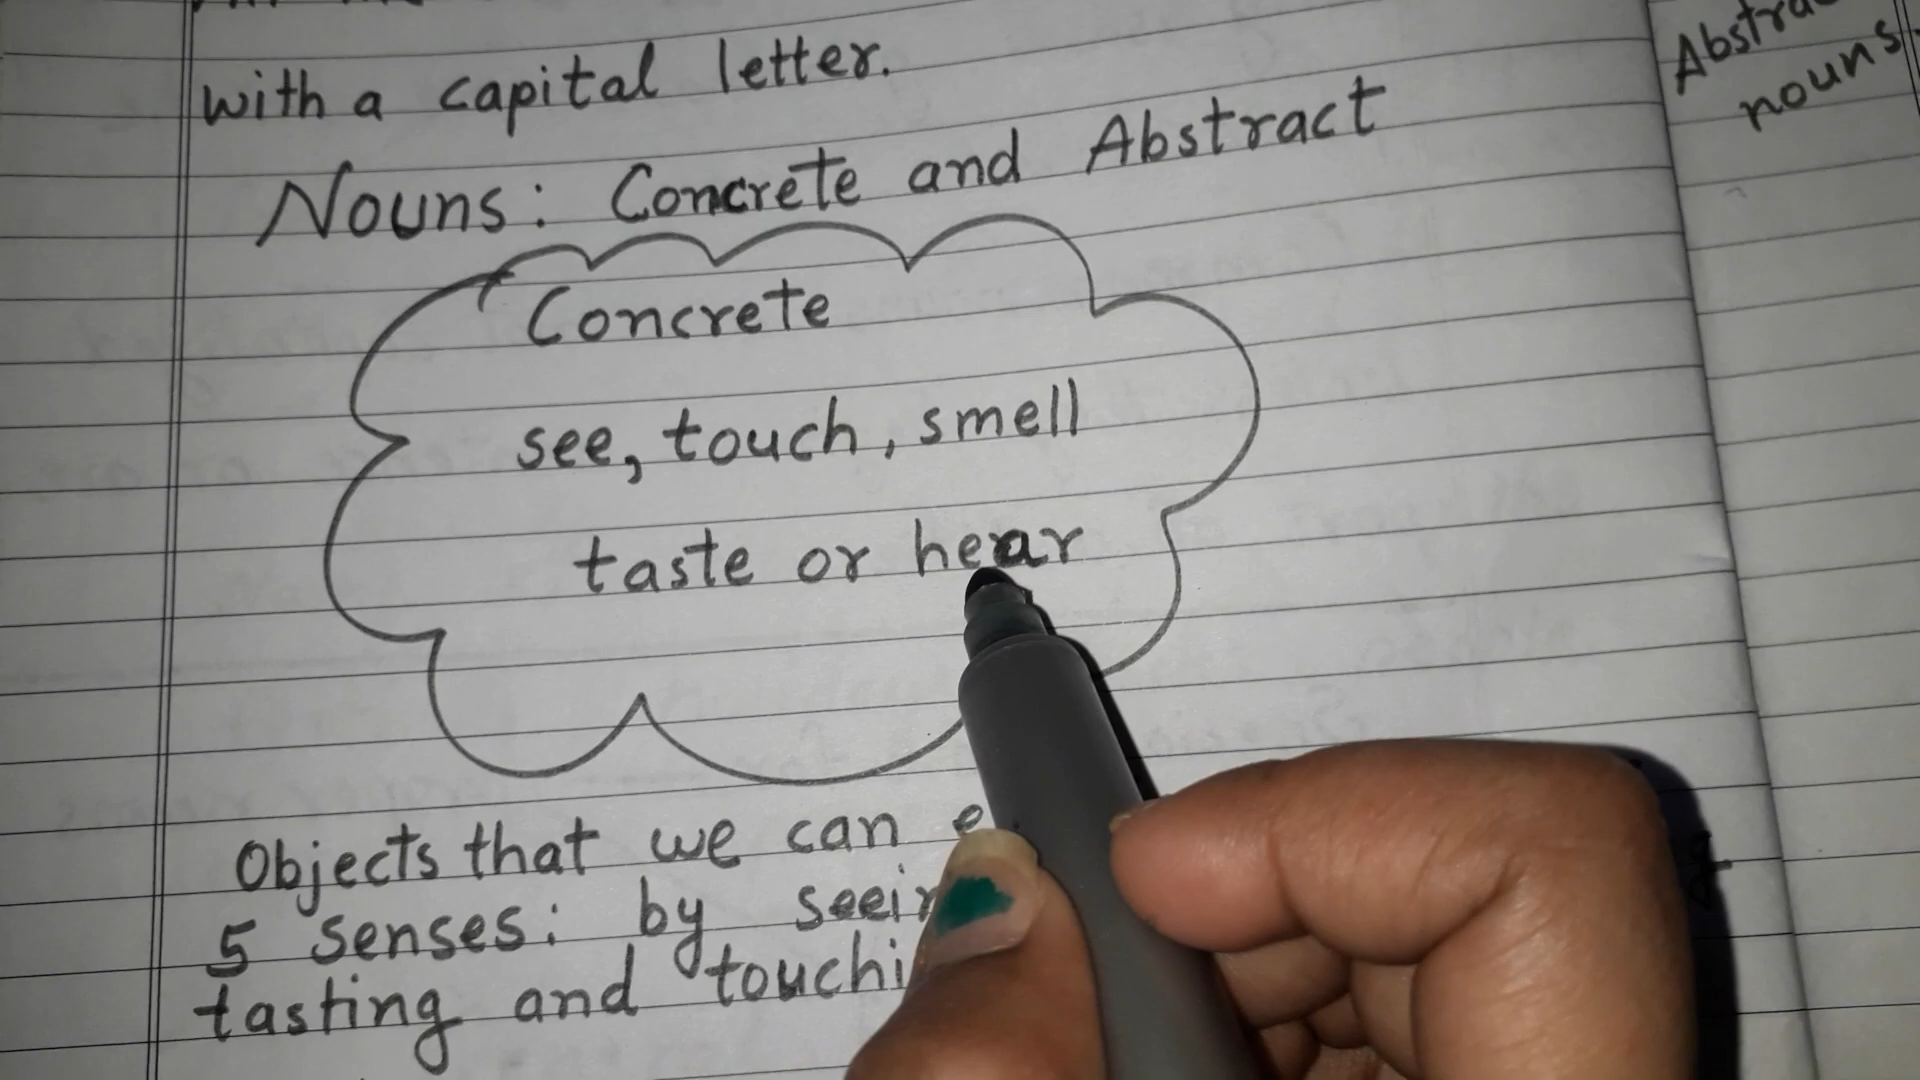 with a capital letter.
Nouns: Concrete and Abstract
Concrete
see, touch, smell
taste or hear
Objects that we can
5 senses: by
tasting and
nouns